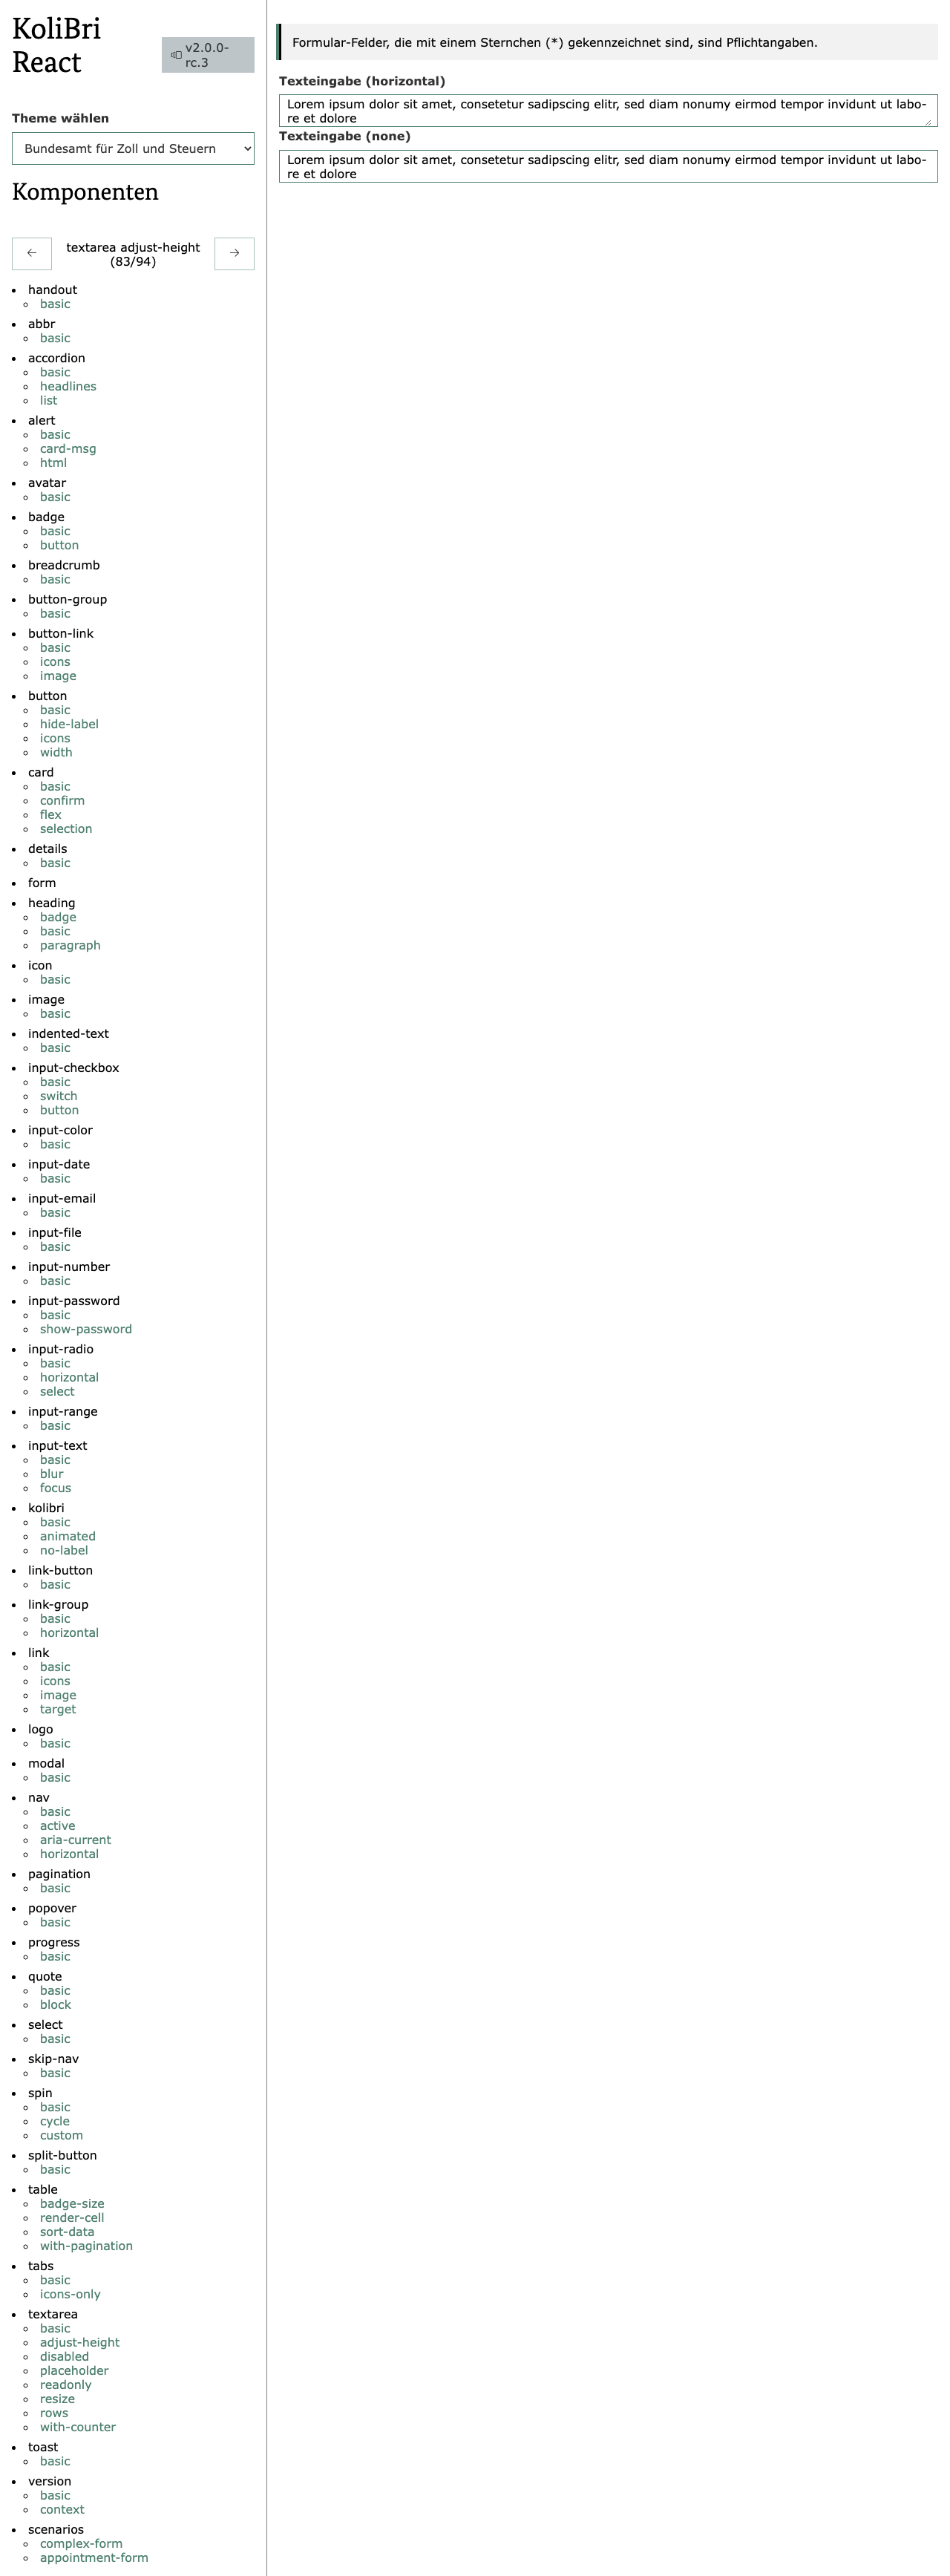 KoliBri
React
v2.0.0-
rc.3
Theme wählen
Bundesamt für Zoll und Steuern
Komponenten
←
textarea adjust-height
(83/94)
→
handout
basic
abbr
basic
accordion
basic
headlines
list
alert
basic
card-msg
html
avatar
basic
badge
basic
button
breadcrumb
basic
button-group
basic
button-link
basic
icons
image
button
basic
hide-label
icons
width
card
basic
confirm
flex
selection
details
basic
form
heading
badge
basic
paragraph
icon
basic
image
basic
indented-text
basic
input-checkbox
basic
switch
button
input-color
basic
input-date
basic
input-email
basic
input-file
basic
input-number
basic
input-password
basic
show-password
input-radio
basic
horizontal
select
input-range
basic
input-text
basic
blur
focus
kolibri
basic
animated
no-label
link-button
basic
link-group
basic
horizontal
link
basic
icons
image
target
logo
basic
modal
basic
nav
basic
active
aria-current
horizontal
pagination
basic
popover
basic
progress
basic
quote
basic
block
select
basic
skip-nav
basic
spin
basic
cycle
custom
split-button
basic
table
badge-size
render-cell
sort-data
with-pagination
tabs
basic
icons-only
textarea
basic
adjust-height
disabled
placeholder
readonly
resize
rows
with-counter
toast
basic
version
basic
context
scenarios
complex-form
appointment-form
Formular-Felder, die mit einem Sternchen (*) gekennzeichnet sind, sind Pflichtangaben.
Texteingabe (horizontal)
Lorem ipsum dolor sit amet, consetetur sadipscing elitr, sed diam nonumy eirmod tempor invidunt ut labo-
re et dolore
Texteingabe (none)
Lorem ipsum dolor sit amet, consetetur sadipscing elitr, sed diam nonumy eirmod tempor invidunt ut labo-
re et dolore